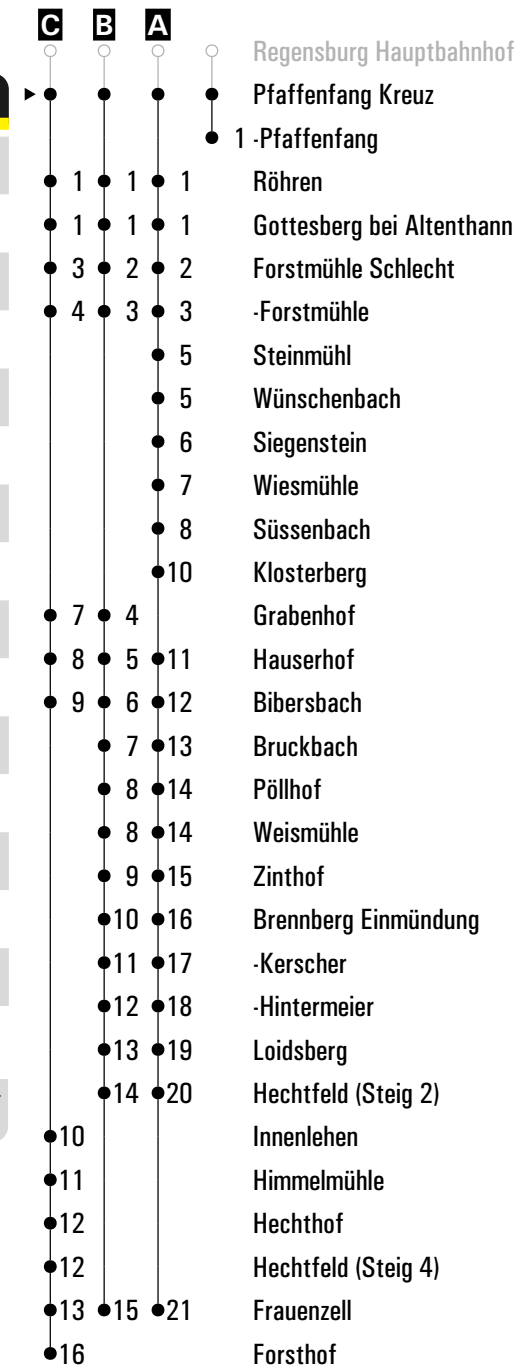 C B A
Regensburg Hauptbahnhof
Pfaffenfang Kreuz
1 -Pfaffenfang
1 1 1 Röhren
1 1 1 Gottesberg bei Altenthann
3 2 2 Forstmühle Schlecht
4 3 3 -Forstmühle
5 Steinmühl
5 Wünschenbach
6 Siegenstein
7 Wiesmühle
8 Süssenbach
10 Klosterberg
7 4 Grabenhof
8 5 11 Hauserhof
9 6 12 Bibersbach
7 13 Bruckbach
8 14 Pöllhof
8 14 Weismühle
9 15 Zinthof
10 16 Brennberg Einmündung
11 17 -Kerscher
12 18 -Hintermeier
13 19 Loidsberg
14 20 Hechtfeld (Steig 2)
10 Innenlehen
11 Himmelmühle
12 Hechthof
12 Hechtfeld (Steig 4)
13 15 21 Frauenzell
16 Forsthof